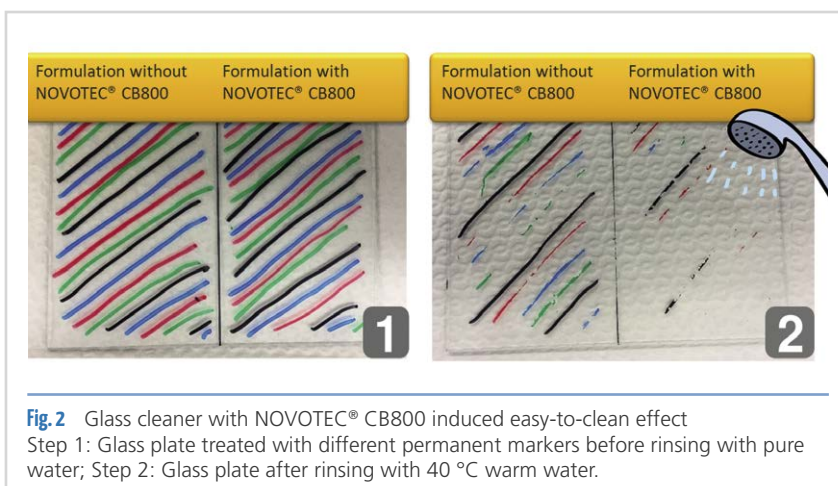 Formulation without Formulation with
NOVOTEC® CB800 NOVOTEC® CB800
Formulation without Formulation with
NOVOTEC® CB800 NOVOTEC® CB800
1
2
Fig. 2 Glass cleaner with NOVOTEC® CB800 induced easy-to-clean effect
Step 1: Glass plate treated with different permanent markers before rinsing with pure
water; Step 2: Glass plate after rinsing with 40 °C warm water.